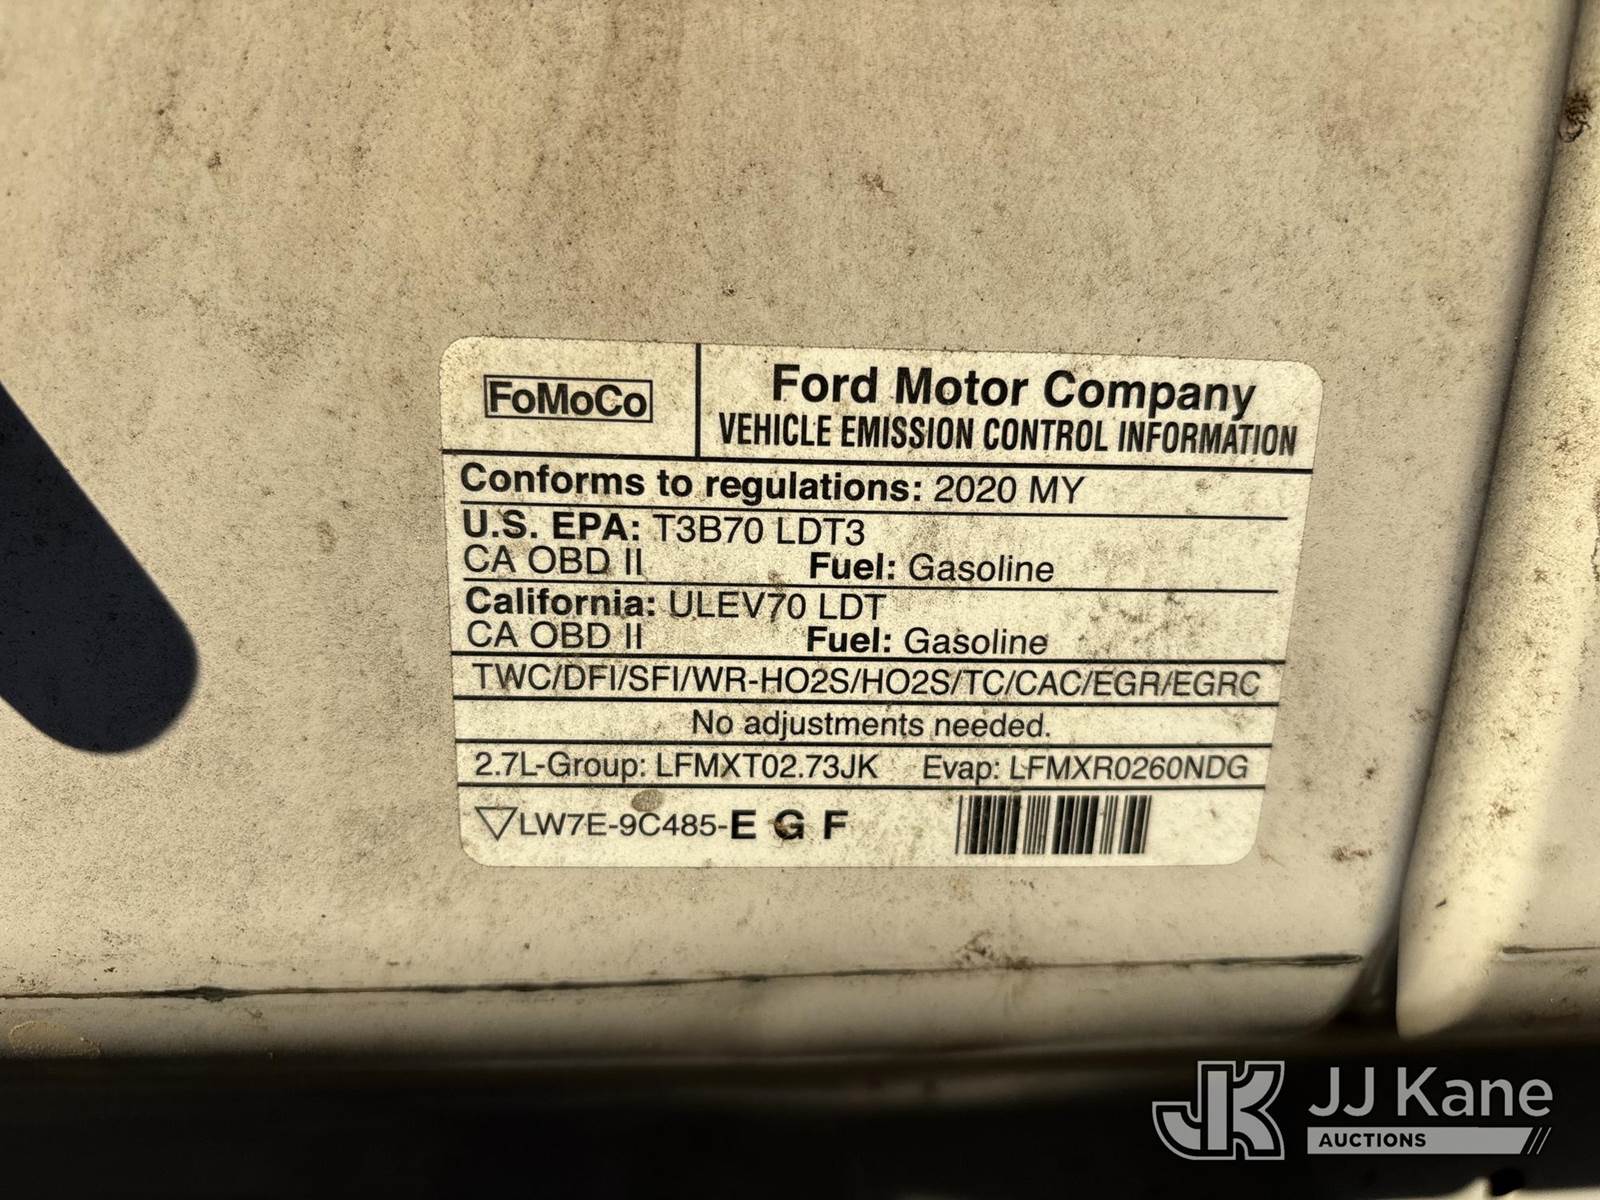 FoMoCo
Ford Motor Company
VEHICLE EMISSION CONTROL INFORMATION
Conforms to regulations: 2020 MY
U.S. EPA: T3B70 LDT3
CA OBD II Fuel: Gasoline
California: ULEV70 LDT
CA OBD II Fuel: Gasoline
TWC/DFI/SFI/WR-HO2S/HO2S/TC/CAC/EGR/EGRC
No adjustments needed.
2.7L-Group: LFMXT02.73JK Evap: LFMXR0260NDG
LW7E-9C485-E G F
JK JJ Kane
AUCTIONS